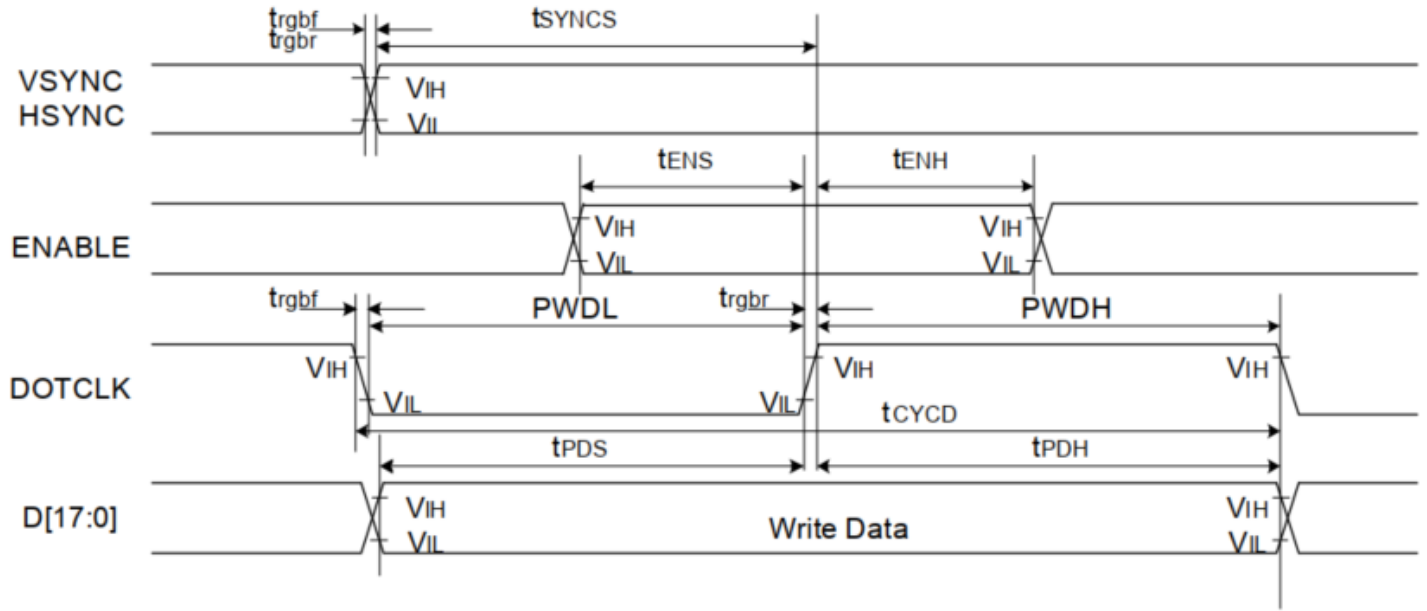 trgbf
trgbr
tSYNCS
VSYNC
HSYNC
VIH
VIL
tENS
tENH
ENABLE
VIH
VIL
VIH
VIL
trgbf
PWDL
trgbr
PWDH
DOTCLK
VIH
VIL
VIL
VIH
VIH
tCYCD
tPDS
tPDH
D[17:0]
VIH
VIL
Write Data
VIH
VIL